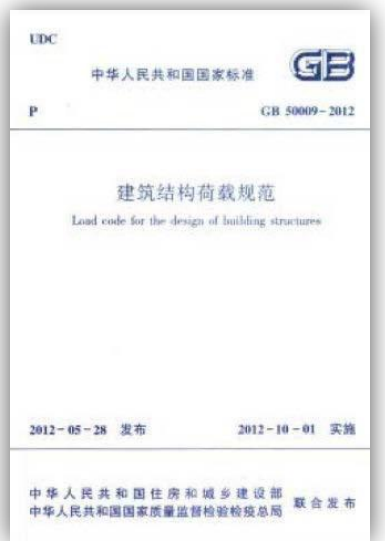 UDC
中华人民共和国国家标准 GB
P GB 50009-2012
建筑结构荷载规范
Load code for the design of building structures
2012-05-28 发布 2012-10-01 实施
中华人民共和国住房和城乡建设部
中华人民共和国国家质量监督检验检疫总局
联合发布